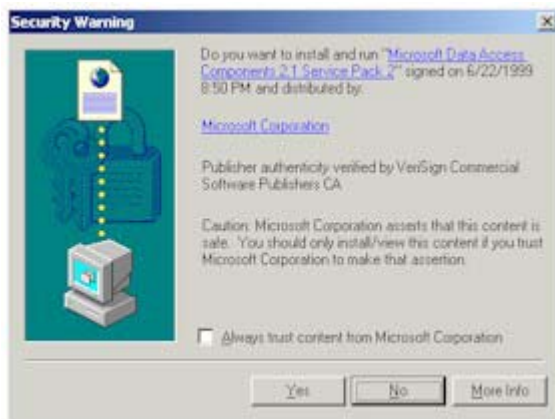 Security Warning
Do you want to install and run "Microsoft Data Access
Components 2.1 Service Pack 2" signed on 6/22/1999
8:50 PM and distributed by:
Microsoft Corporation
Publisher authenticity verified by VeriSign Commercial
Software Publishers CA
Caution: Microsoft Corporation asserts that this content is
safe. You should only install/view this content if you trust
Microsoft Corporation to make that assertion.
Always trust content from Microsoft Corporation
Yes No More Info